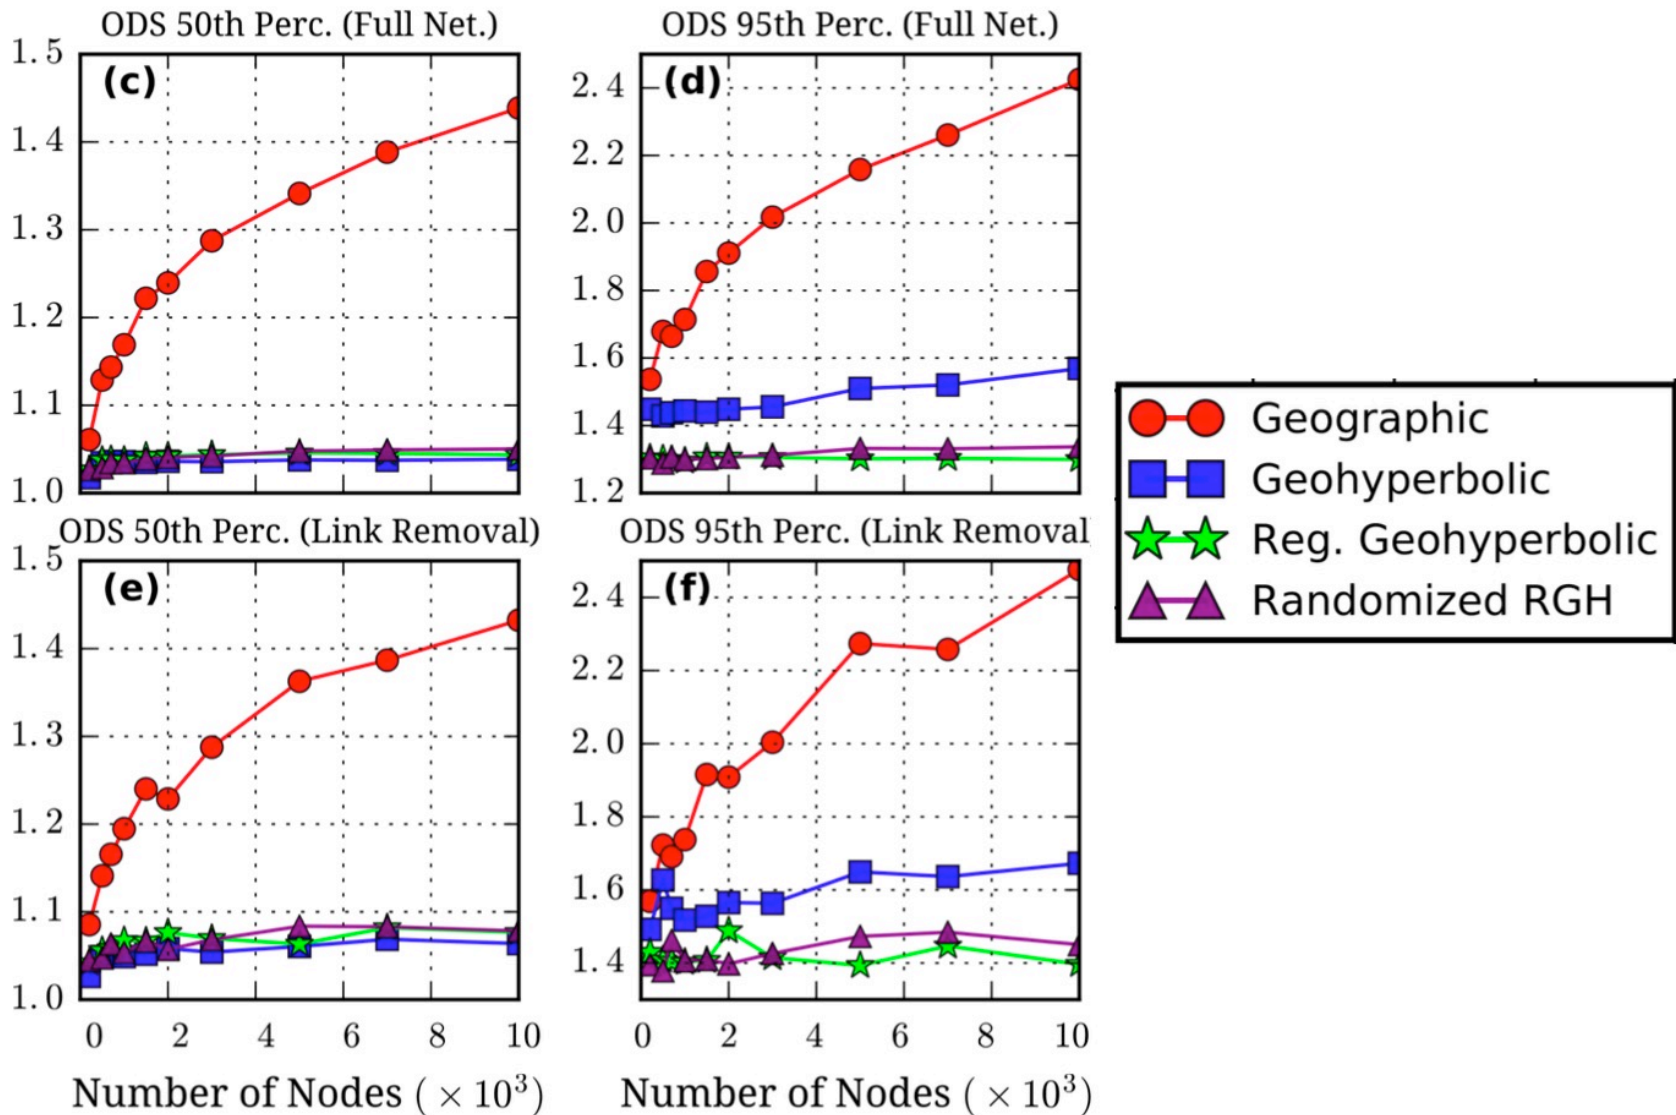 ODS 50th Perc. (Full Net.)
ODS 95th Perc. (Full Net.)
(c)
1.5
1.4
1.3
1.2
1.1
1.0
(d)
2.4
2.2
2.0
1.8
1.6
1.4
1.2
Geographic
Geohyperbolic
Reg. Geohyperbolic
Randomized RGH
ODS 50th Perc. (Link Removal)
ODS 95th Perc. (Link Removal
(e)
1.5
1.4
1.3
1.2
1.1
1.0
0 2 4 6 8 10
Number of Nodes (×10³)
(f)
2.4
2.2
2.0
1.8
1.6
1.4
0 2 4 6 8 10
Number of Nodes (×10³)